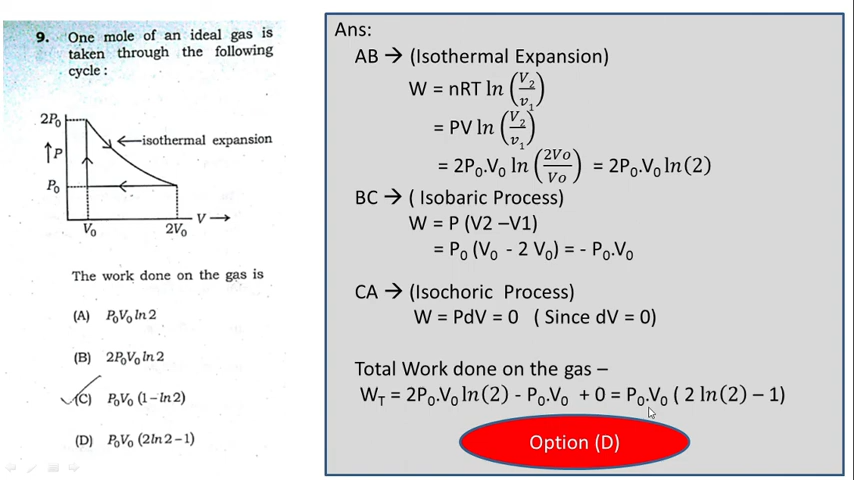 9. One mole of an ideal gas is
taken through the following
cycle :
2P₀
isothermal expansion
↑P
P₀
V →
V₀
2V₀
The work done on the gas is
(A) P₀V₀ ln 2
(B) 2P₀V₀ ln 2
(C) P₀V₀ (1 – ln 2)
(D) P₀V₀ (2 ln 2 – 1)
Ans:
AB → (Isothermal Expansion)
W = nRT ln (V₂/v₁)
= PV ln (V₂/v₁)
= 2P₀.V₀ ln (2Vo/Vo) = 2P₀.V₀ ln(2)
BC → ( Isobaric Process)
W = P (V2 –V1)
= P₀ (V₀ - 2 V₀) = - P₀.V₀
CA → (Isochoric Process)
W = PdV = 0 ( Since dV = 0)
Total Work done on the gas –
W_T = 2P₀.V₀ ln(2) - P₀.V₀ + 0 = P₀.V₀ ( 2 ln(2) – 1)
Option (D)